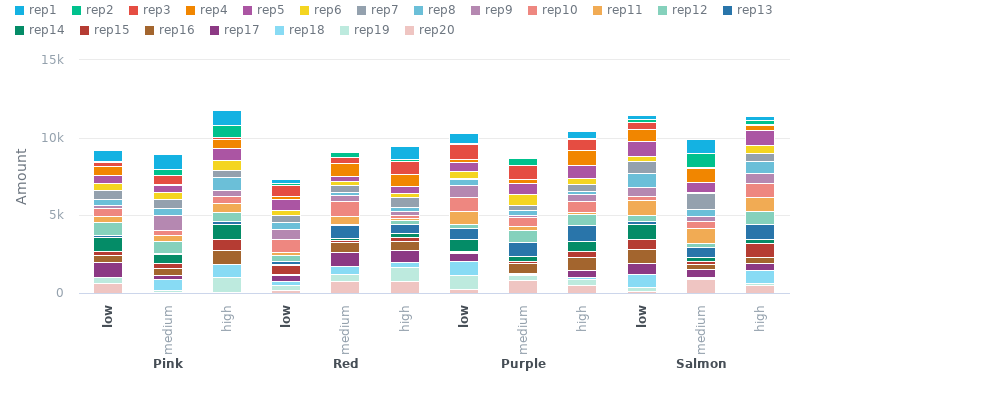 rep1 rep2 rep3 rep4 rep5 rep6 rep7 rep8 rep9 rep10 rep11 rep12 rep13
rep14 rep15 rep16 rep17 rep18 rep19 rep20
15k
10k
5k
0
Amount
low medium high low medium high low medium high low medium high
Pink Red Purple Salmon